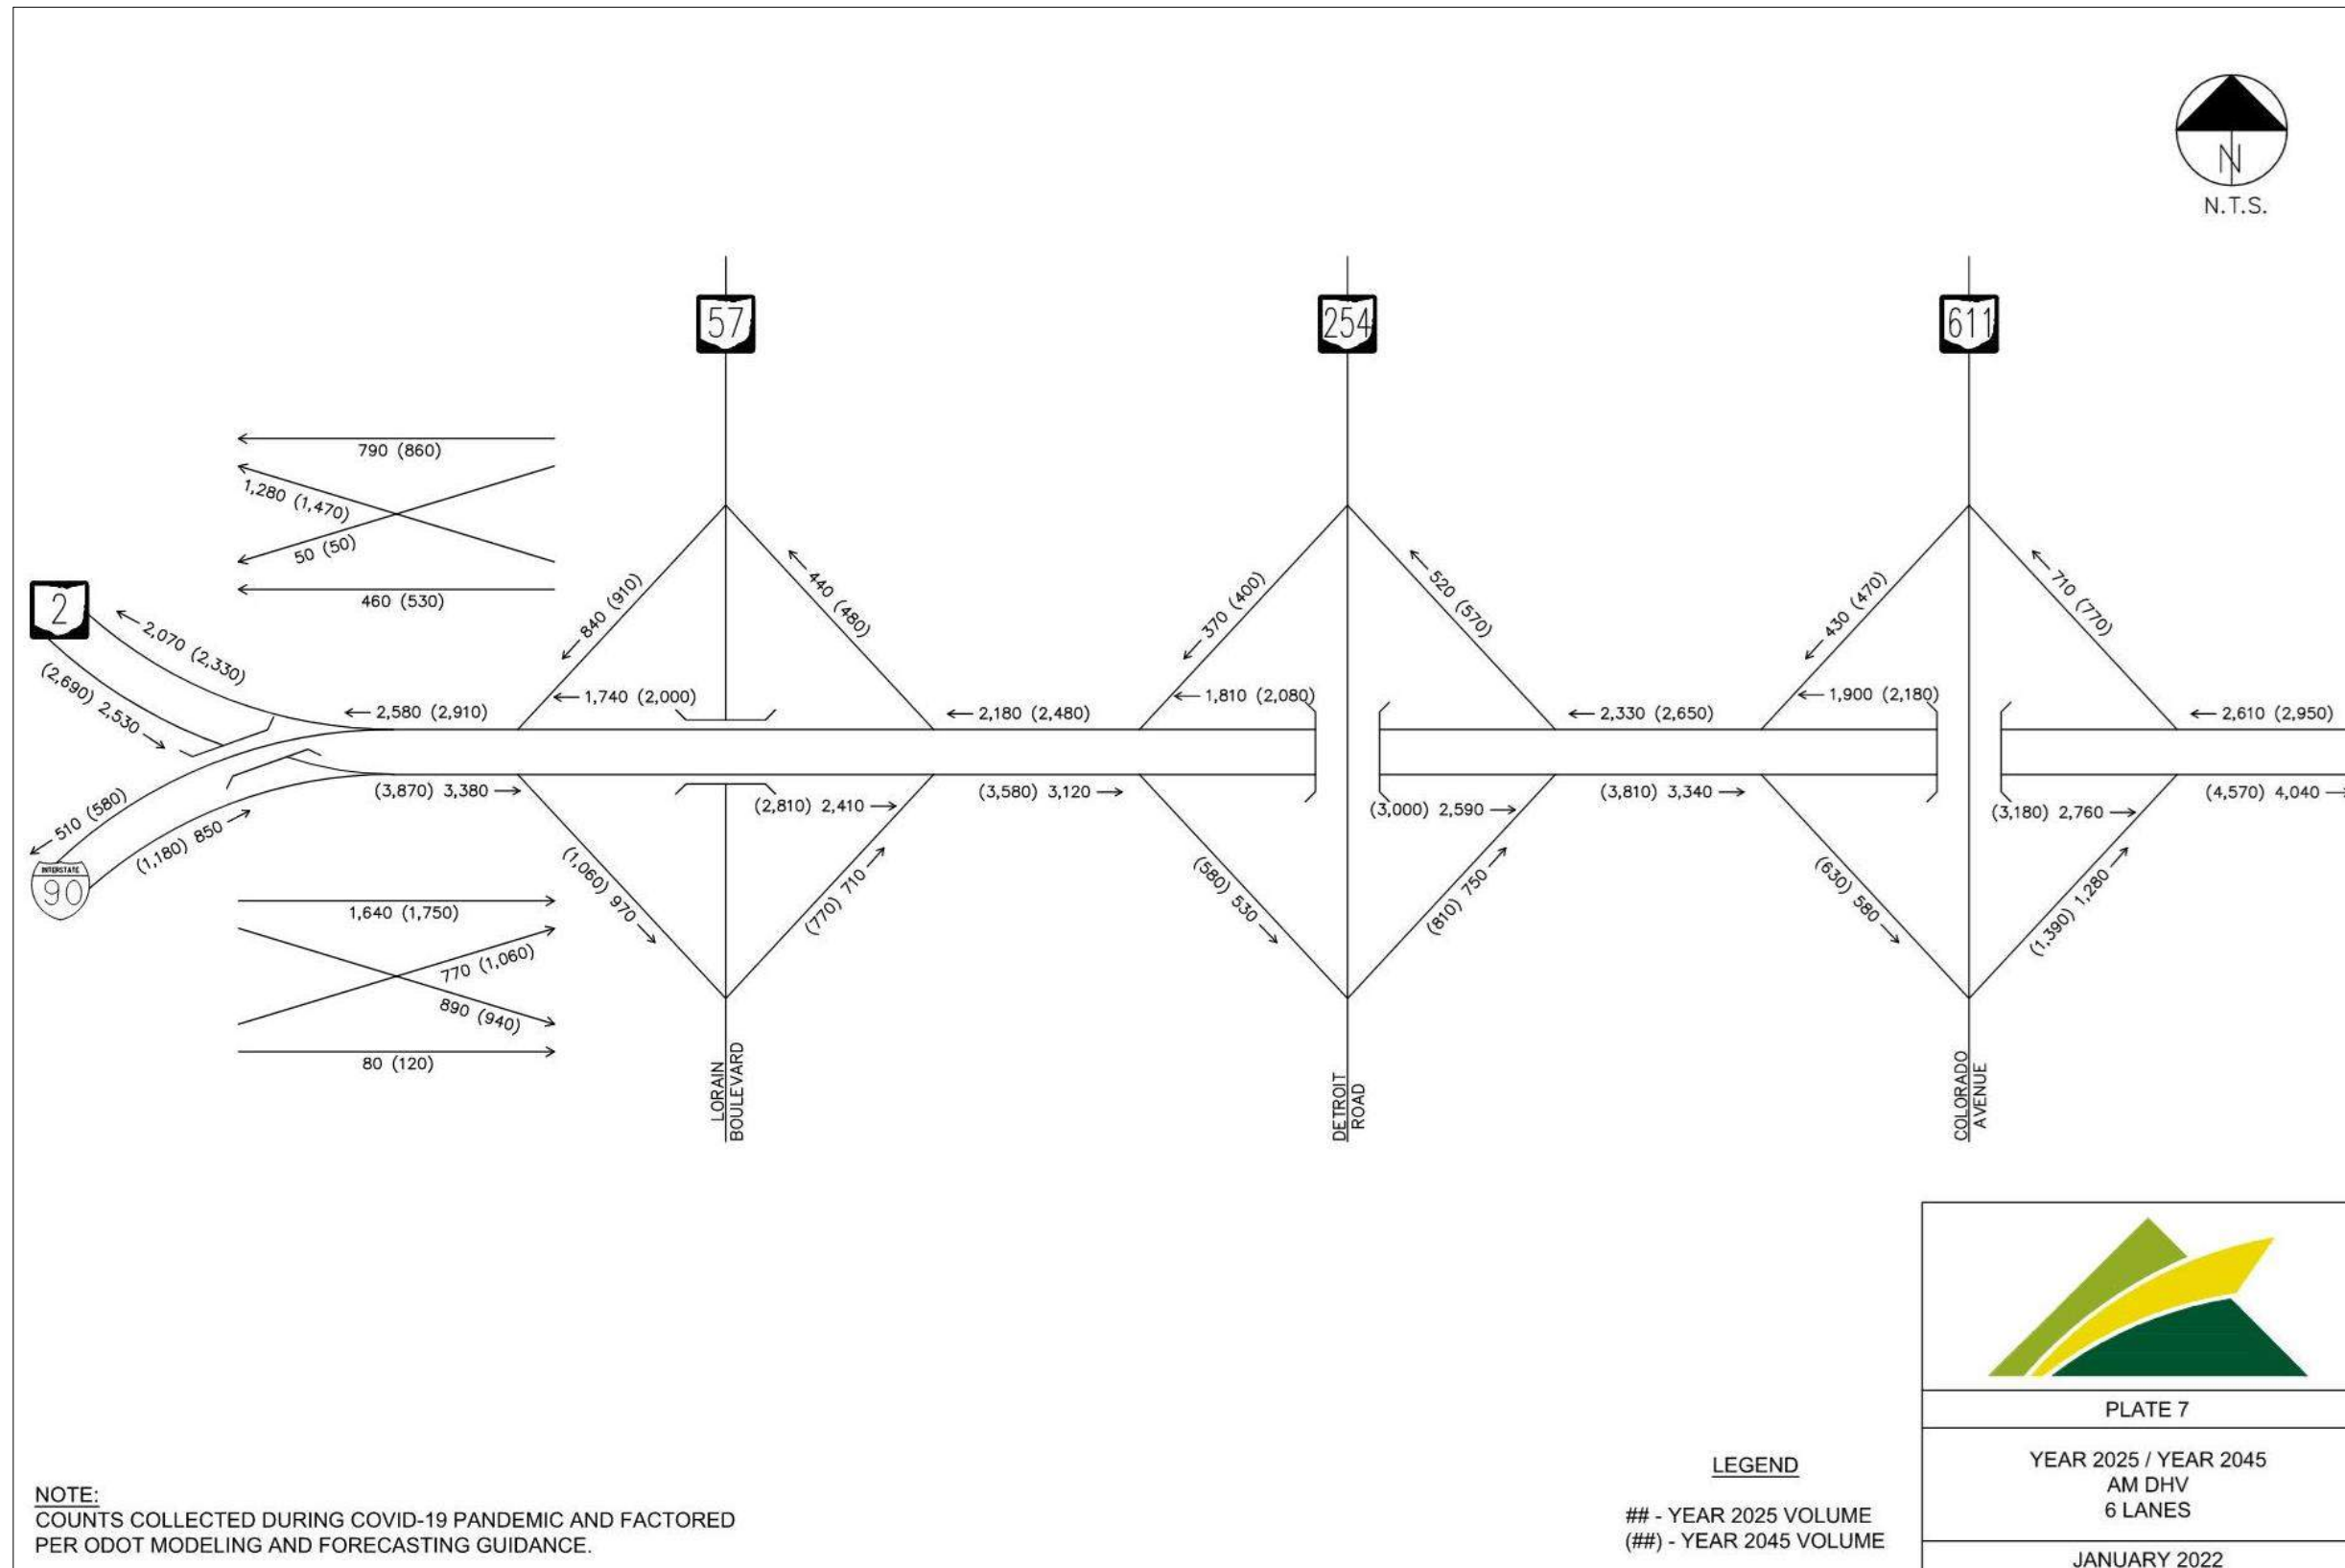 N
N.T.S.
57
254
611
790 (860)
1,280 (1,470)
50 (50)
460 (530)
2
2,070 (2,330)
(2,690) 2,530
840 (910)
440 (480)
370 (400)
520 (570)
430 (470)
710 (770)
2,580 (2,910)
1,740 (2,000)
2,180 (2,480)
1,810 (2,080)
2,330 (2,650)
1,900 (2,180)
2,610 (2,950)
510 (580)
(1,180) 850
INTERSTATE
90
(3,870) 3,380
(2,810) 2,410
(3,580) 3,120
(3,000) 2,590
(3,810) 3,340
(3,180) 2,760
(4,570) 4,040
(1,060) 970
(770) 710
(580) 530
(810) 750
(630) 580
(1,390) 1,280
1,640 (1,750)
770 (1,060)
890 (940)
80 (120)
LORAIN
BOULEVARD
DETROIT
ROAD
COLORADO
AVENUE
PLATE 7
YEAR 2025 / YEAR 2045
AM DHV
6 LANES
JANUARY 2022
LEGEND
## - YEAR 2025 VOLUME
(##) - YEAR 2045 VOLUME
NOTE:
COUNTS COLLECTED DURING COVID-19 PANDEMIC AND FACTORED
PER ODOT MODELING AND FORECASTING GUIDANCE.